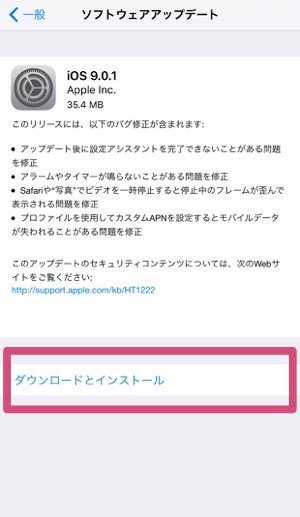 一般
ソフトウェアアップデート
iOS 9.0.1
Apple Inc.
35.4 MB
このリリースには、以下のバグ修正が含まれます:
• アップデート後に設定アシスタントを完了できないことがある問題
を修正
• アラームやタイマーが鳴らないことがある問題を修正
• Safariや“写真”でビデオを一時停止すると停止中のフレームが歪んで
表示される問題を修正
• プロファイルを使用してカスタムAPNを設定するとモバイルデータ
が失われることがある問題を修正
このアップデートのセキュリティコンテンツについては、次のWebサ
イトをご覧ください:
http://support.apple.com/kb/HT1222
ダウンロードとインストール